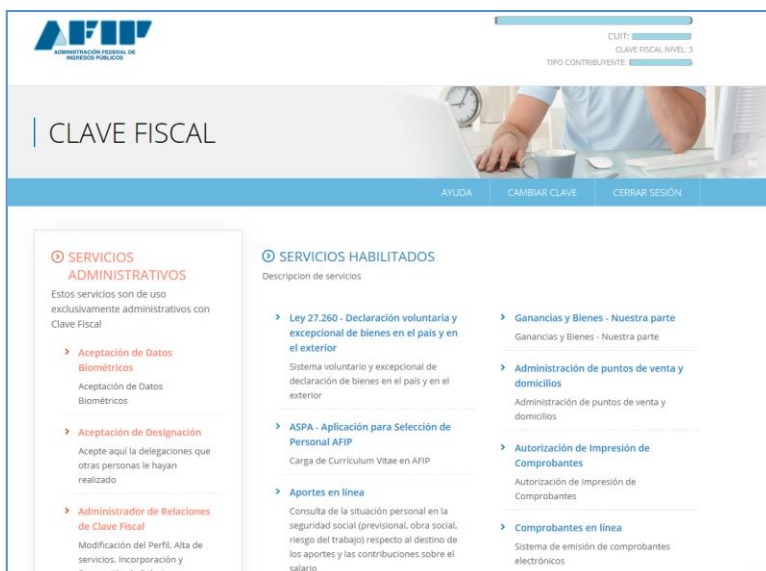 AFIP
ADMINISTRACIÓN FEDERAL DE
INGRESOS PÚBLICOS
CUIT:
CLAVE FISCAL NIVEL: 3
TIPO CONTRIBUYENTE:
CLAVE FISCAL
AYUDA
CAMBIAR CLAVE
CERRAR SESIÓN
SERVICIOS
ADMINISTRATIVOS
Estos servicios son de uso
exclusivamente administrativos con
Clave Fiscal
Aceptación de Datos
Biométricos
Aceptación de Datos
Biométricos
Aceptación de Designación
Acepte aquí la delegaciones que
otras personas le hayan
realizado
Administrador de Relaciones
de Clave Fiscal
Modificación del Perfil. Alta de
servicios. Incorporación y
SERVICIOS HABILITADOS
Descripcion de servicios
Ley 27.260 - Declaración voluntaria y
excepcional de bienes en el país y en
el exterior
Sistema voluntario y excepcional de
declaración de bienes en el país y en el
exterior
ASPA - Aplicación para Selección de
Personal AFIP
Carga de Currículum Vitae en AFIP
Aportes en línea
Consulta de la situación personal en la
seguridad social (previsional, obra social,
riesgo del trabajo) respecto al destino de
los aportes y las contribuciones sobre el
salario
Ganancias y Bienes - Nuestra parte
Ganancias y Bienes - Nuestra parte
Administración de puntos de venta y
domicilios
Administración de puntos de venta y
domicilios
Autorización de Impresión de
Comprobantes
Autorización de Impresión de
Comprobantes
Comprobantes en línea
Sistema de emisión de comprobantes
electrónicos